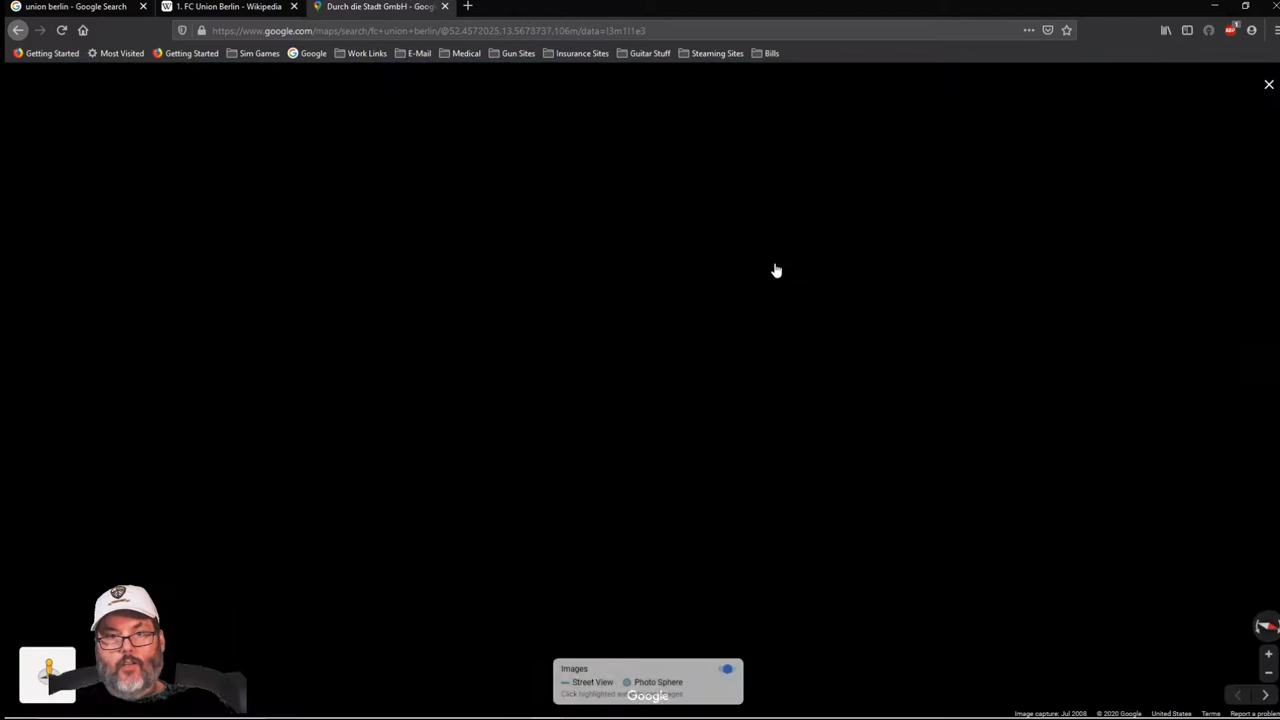 union berlin - Google Search
1. FC Union Berlin - Wikipedia
Durch die Stadt GmbH - Goog
https://www.google.com/maps/search/fc+union+berlin/@52.4572025,13.5673737,106m/data=!3m1!1e3
Getting Started
Most Visited
Getting Started
Sim Games
Google
Work Links
E-Mail
Medical
Gun Sites
Insurance Sites
Guitar Stuff
Steaming Sites
Bills
Images
Street View
Photo Sphere
Click highlighted
Google
Image capture: Jul 2008
© 2020 Google
United States
Terms
Report a problem